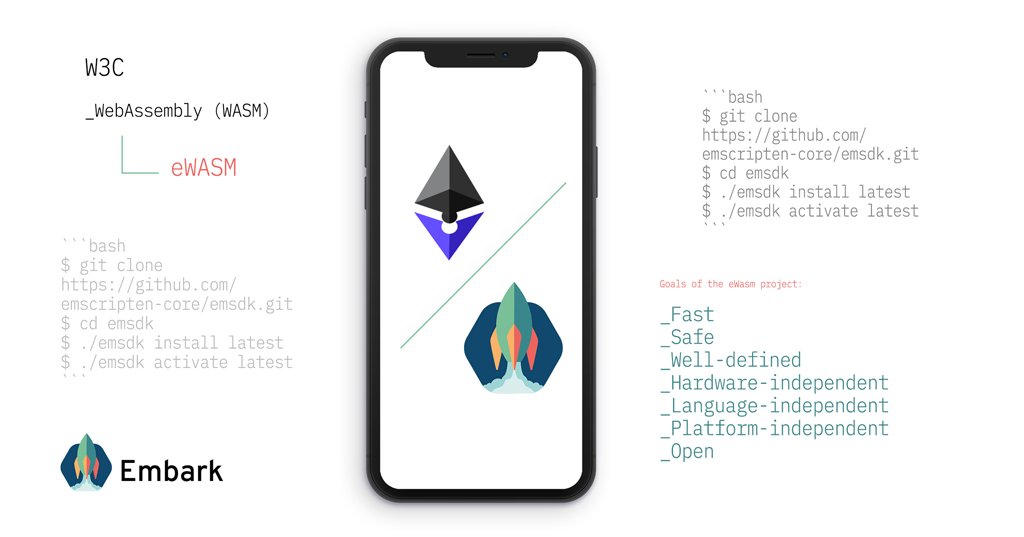 W3C
_WebAssembly (WASM)
eWASM
```bash
$ git clone
https://github.com/
emscripten-core/emsdk.git
$ cd emsdk
$ ./emsdk install latest
$ ./emsdk activate latest
```
Embark
```bash
$ git clone
https://github.com/
emscripten-core/emsdk.git
$ cd emsdk
$ ./emsdk install latest
$ ./emsdk activate latest
```
Goals of the eWasm project:
_Fast
_Safe
_Well-defined
_Hardware-independent
_Language-independent
_Platform-independent
_Open